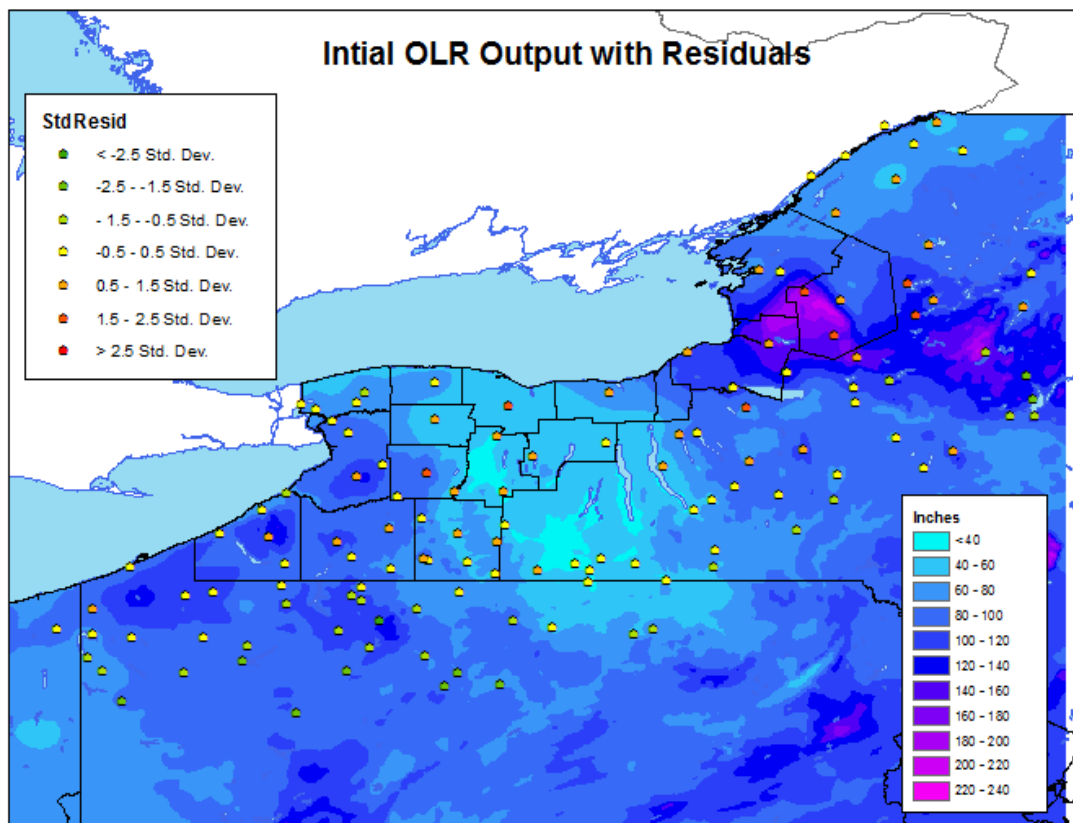 Intial OLR Output with Residuals
StdResid
< -2.5 Std. Dev.
-2.5 - -1.5 Std. Dev.
- 1.5 - -0.5 Std. Dev.
-0.5 - 0.5 Std. Dev.
0.5 - 1.5 Std. Dev.
1.5 - 2.5 Std. Dev.
> 2.5 Std. Dev.
Inches
< 40
40 - 60
60 - 80
80 - 100
100 - 120
120 - 140
140 - 160
160 - 180
180 - 200
200 - 220
220 - 240